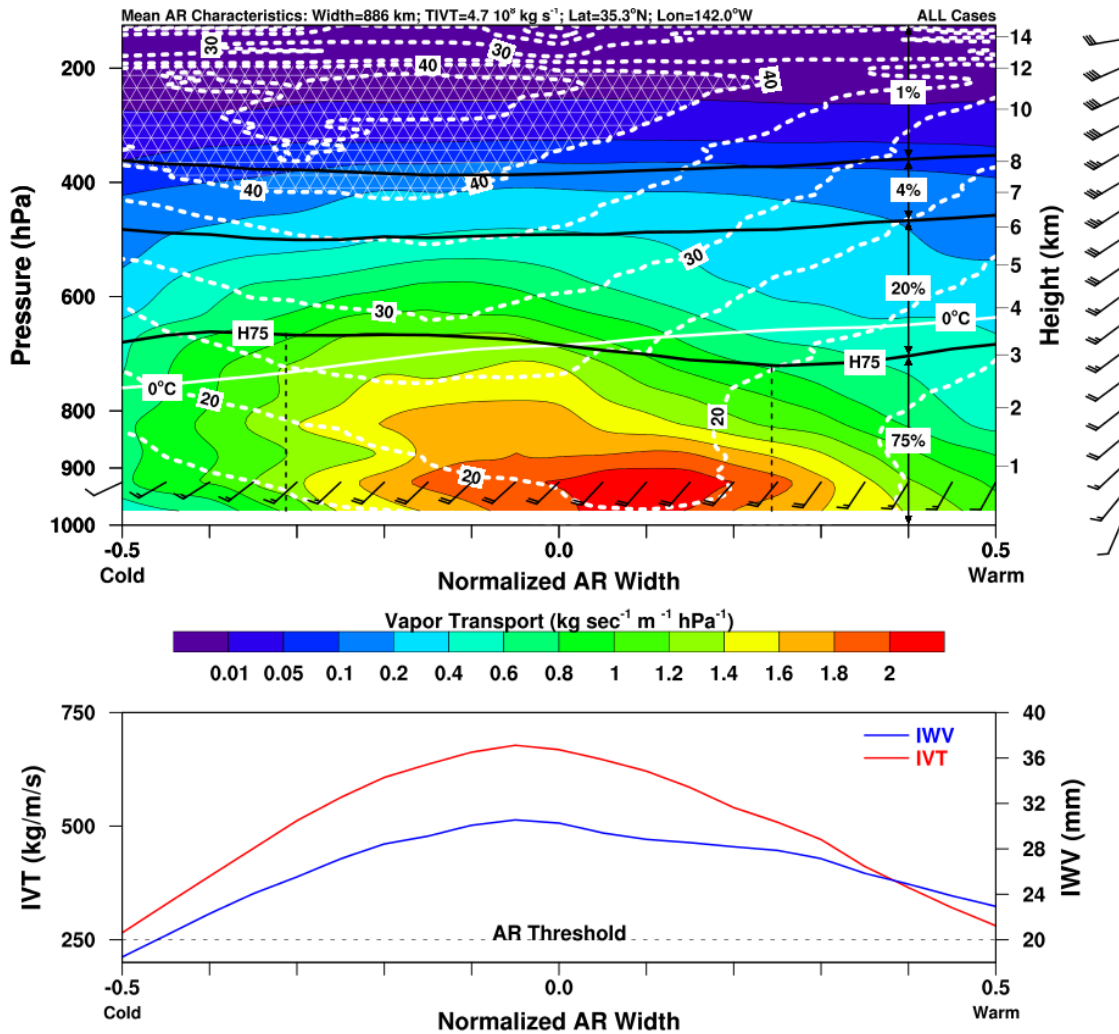 Mean AR Characteristics: Width=886 km; TIVT=4.7 10⁸ kg s⁻¹; Lat=35.3°N; Lon=142.0°W ALL Cases
30 30 14
200 40 40 12
1% 10
40 40 8
400 4% 7
6
30 5
20%
600 30 4
0°C
H75 H75 3
0°C
20 20
800 2
75%
900 20 1
1000
Pressure (hPa)
Height (km)
-0.5 0.0 0.5
Cold Normalized AR Width Warm
Vapor Transport (kg sec⁻¹ m⁻¹ hPa⁻¹)
0.01 0.05 0.1 0.2 0.4 0.6 0.8 1 1.2 1.4 1.6 1.8 2
750 40
IWV
IVT 36
32
500
28
24
250 AR Threshold 20
IVT (kg/m/s)
IWV (mm)
-0.5 0.0 0.5
Cold Normalized AR Width Warm